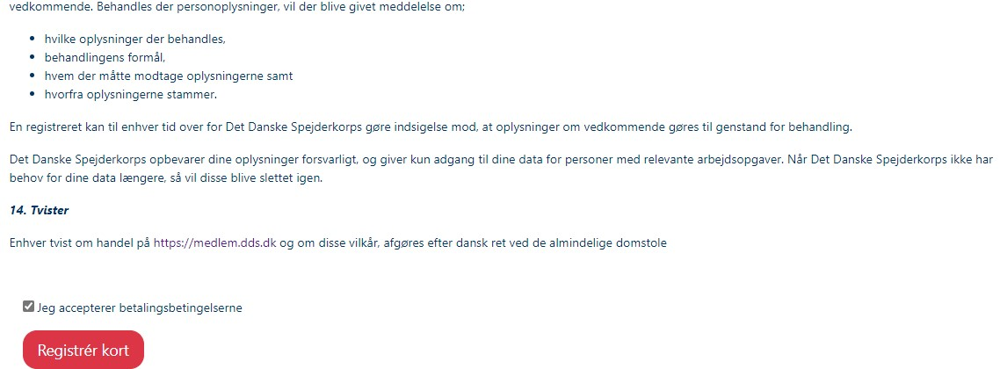 vedkommende. Behandles der personoplysninger, vil der blive givet meddelelse om;
• hvilke oplysninger der behandles,
• behandlingens formål,
• hvem der måtte modtage oplysningerne samt
• hvorfra oplysningerne stammer.
En registreret kan til enhver tid over for Det Danske Spejderkorps gøre indsigelse mod, at oplysninger om vedkommende gøres til genstand for behandling.
Det Danske Spejderkorps opbevarer dine oplysninger forsvarligt, og giver kun adgang til dine data for personer med relevante arbejdsopgaver. Når Det Danske Spejderkorps ikke har
behov for dine data længere, så vil disse blive slettet igen.
14. Tvister
Enhver tvist om handel på https://medlem.dds.dk og om disse vilkår, afgøres efter dansk ret ved de almindelige domstole
Jeg accepterer betalingsbetingelserne
Registrér kort